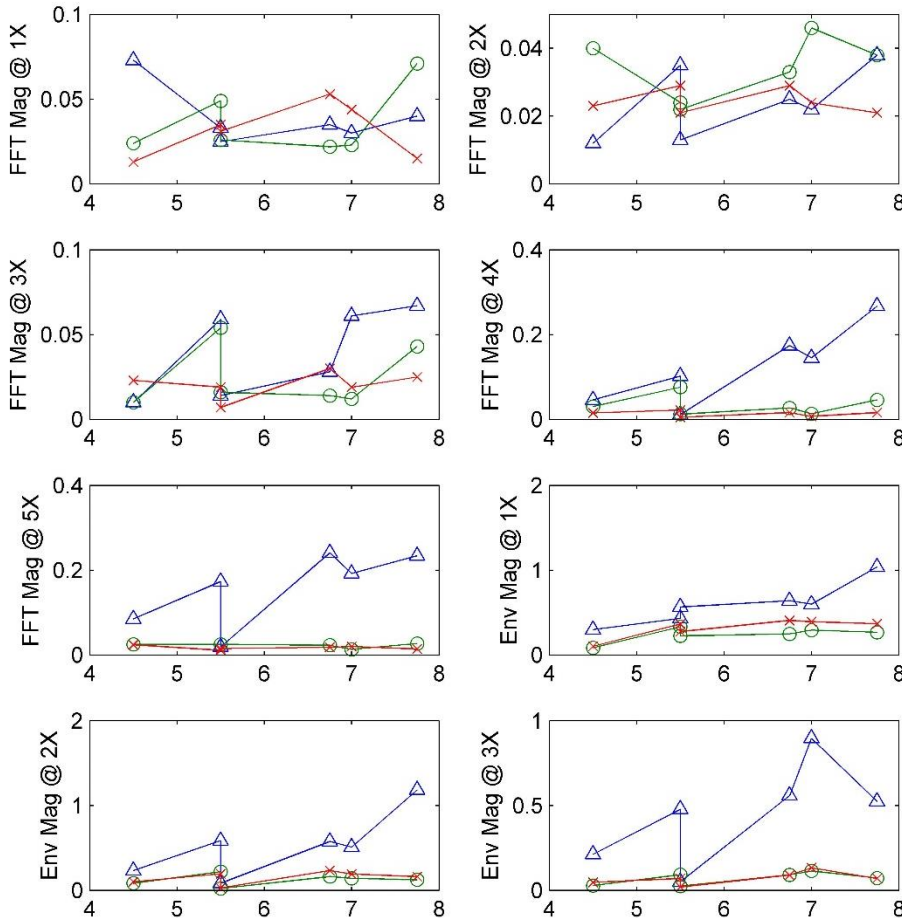 FFT Mag @ 1X
0.1
0.05
0
4 5 6 7 8
FFT Mag @ 2X
0.04
0.02
0
4 5 6 7 8
FFT Mag @ 3X
0.1
0.05
0
4 5 6 7 8
FFT Mag @ 4X
0.4
0.2
0
4 5 6 7 8
FFT Mag @ 5X
0.4
0.2
0
4 5 6 7 8
Env Mag @ 1X
2
1
0
4 5 6 7 8
Env Mag @ 2X
2
1
0
4 5 6 7 8
Env Mag @ 3X
1
0.5
0
4 5 6 7 8